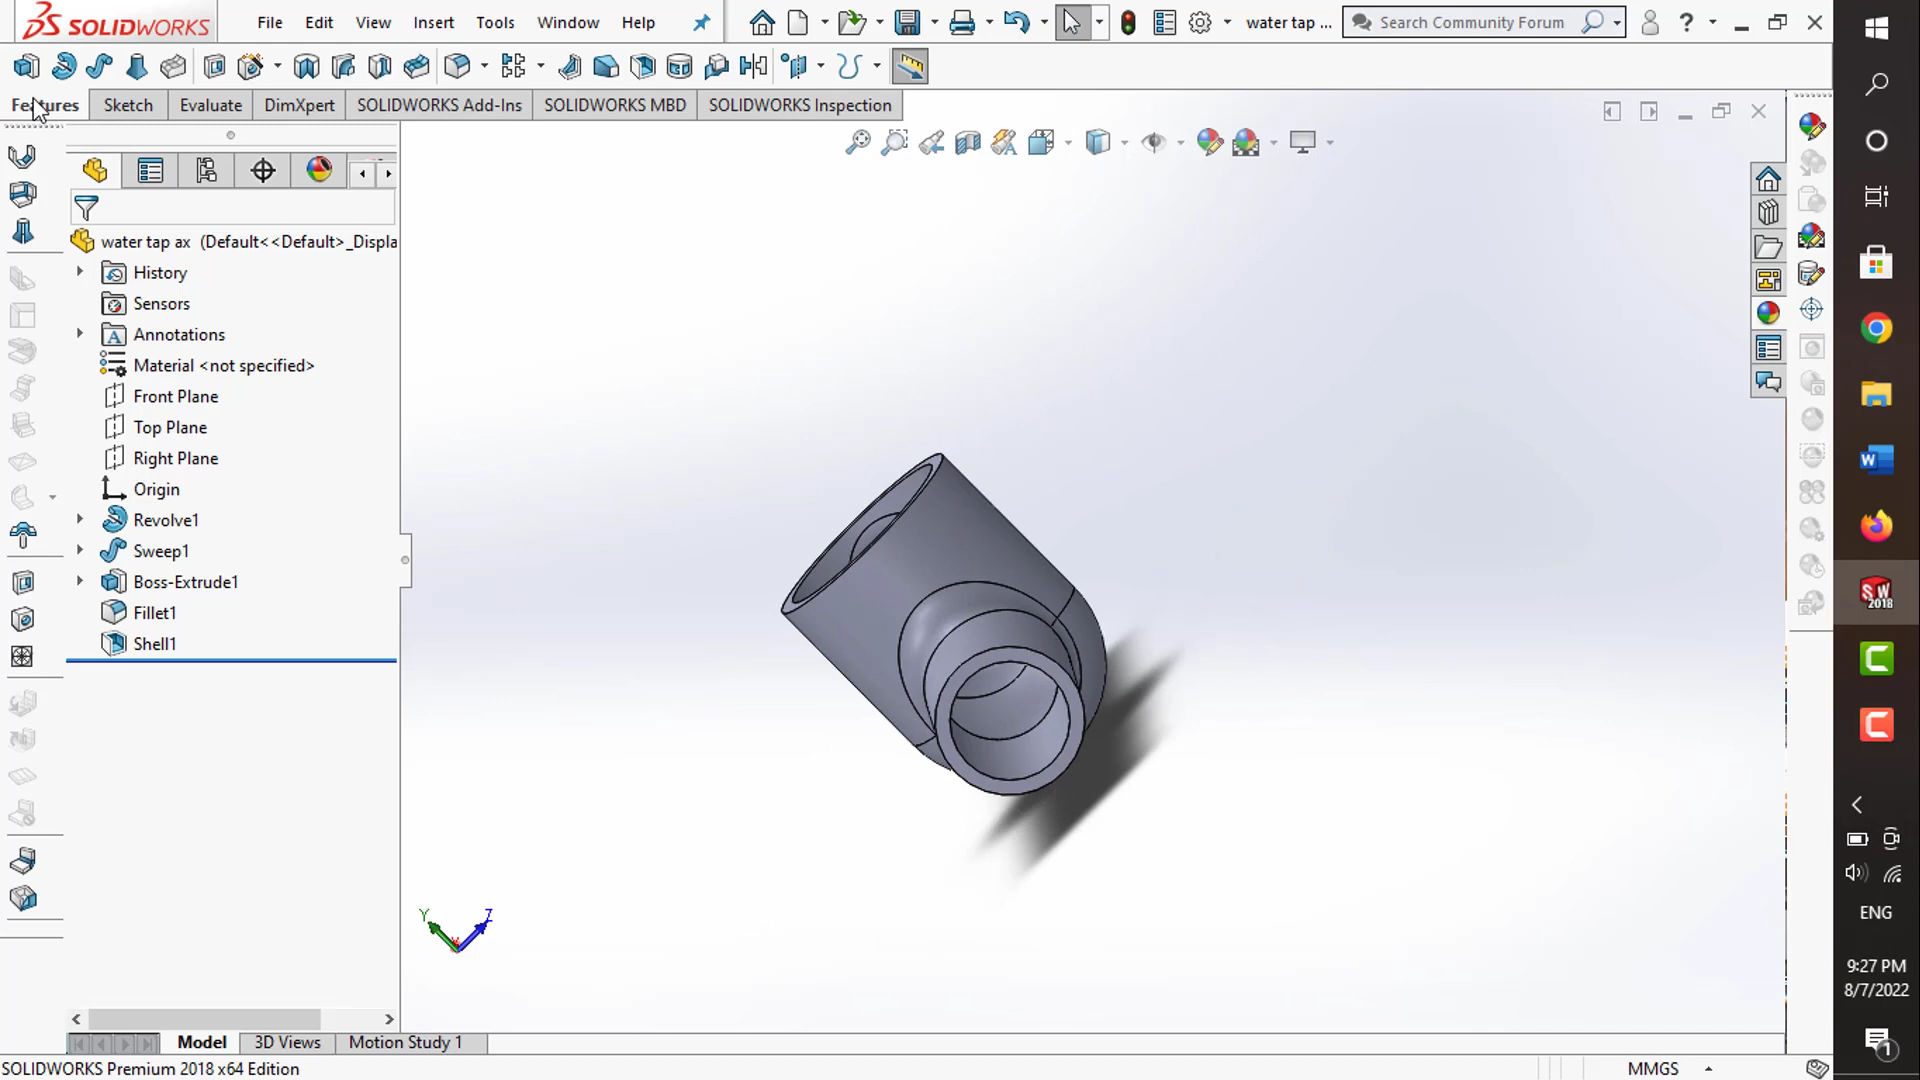 SOLIDWORKS File Edit View Insert Tools Window Help water tap ... Search Community Forum ?
Features Sketch Evaluate DimXpert SOLIDWORKS Add-Ins SOLIDWORKS MBD SOLIDWORKS Inspection
water tap ax (Default<<Default>_Displa
History
Sensors
A Annotations
Material <not specified>
Front Plane
Top Plane
Right Plane
Origin
Revolve1
Sweep1
Boss-Extrude1
Fillet1
Shell1
Y Z
W
SW
2018
C
C
ENG
9:27 PM
8/7/2022
1
Model 3D Views Motion Study 1
SOLIDWORKS Premium 2018 x64 Edition MMGS